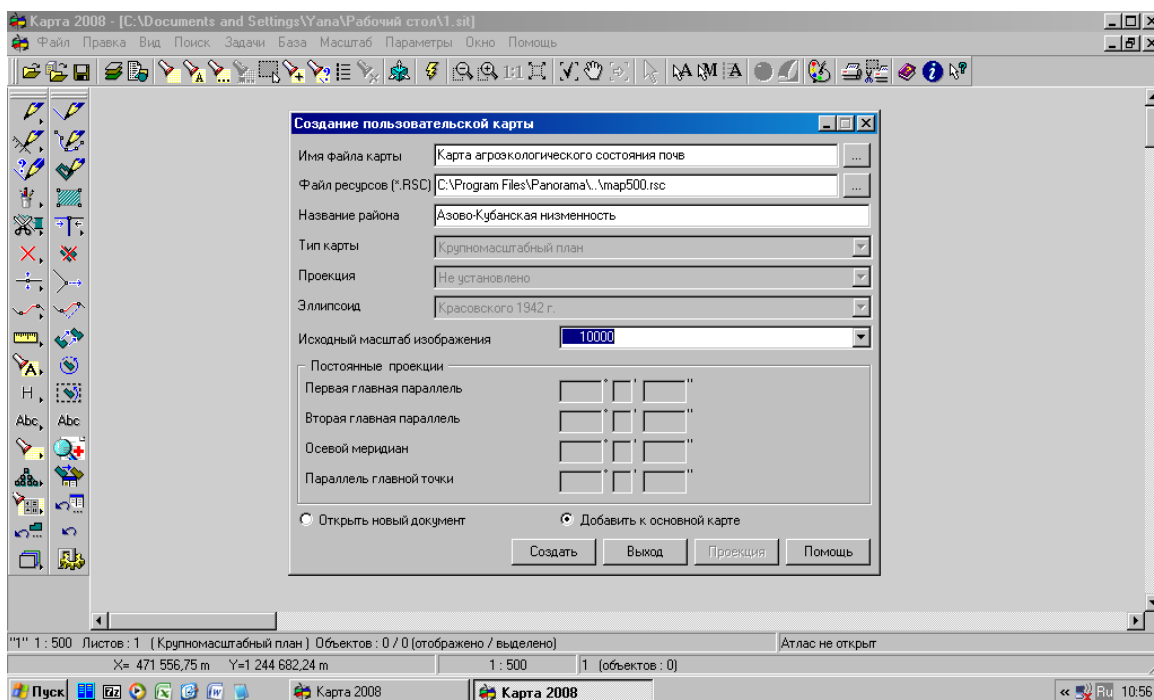 Карта 2008 - [C:\Documents and Settings\Yana\Рабочий стол\1.sit]
Файл Правка Вид Поиск Задачи База Масштаб Параметры Окно Помощь
1:1
Создание пользовательской карты
Имя файла карты Карта агроэкологического состояния почв ...
Файл ресурсов (*.RSC) C:\Program Files\Panorama\..\map500.rsc ...
Название района Азово-Кубанская низменность
Тип карты Крупномасштабный план
Проекция Не установлено
Эллипсоид Красовского 1942 г.
Исходный масштаб изображения 10000
Постоянные проекции
Первая главная параллель ° ' "
Вторая главная параллель ° ' "
Осевой меридиан ° ' "
Параллель главной точки ° ' "
Открыть новый документ Добавить к основной карте
Создать Выход Проекция Помощь
H
Abc Abc
"1" 1 : 500 Листов : 1 ( Крупномасштабный план ) Объектов : 0 / 0 (отображено / выделено) Атлас не открыт
X= 471 556,75 m Y=1 244 682,24 m 1 : 500 1 (объектов : 0)
Пуск Карта 2008 Карта 2008 « Ru 10:56